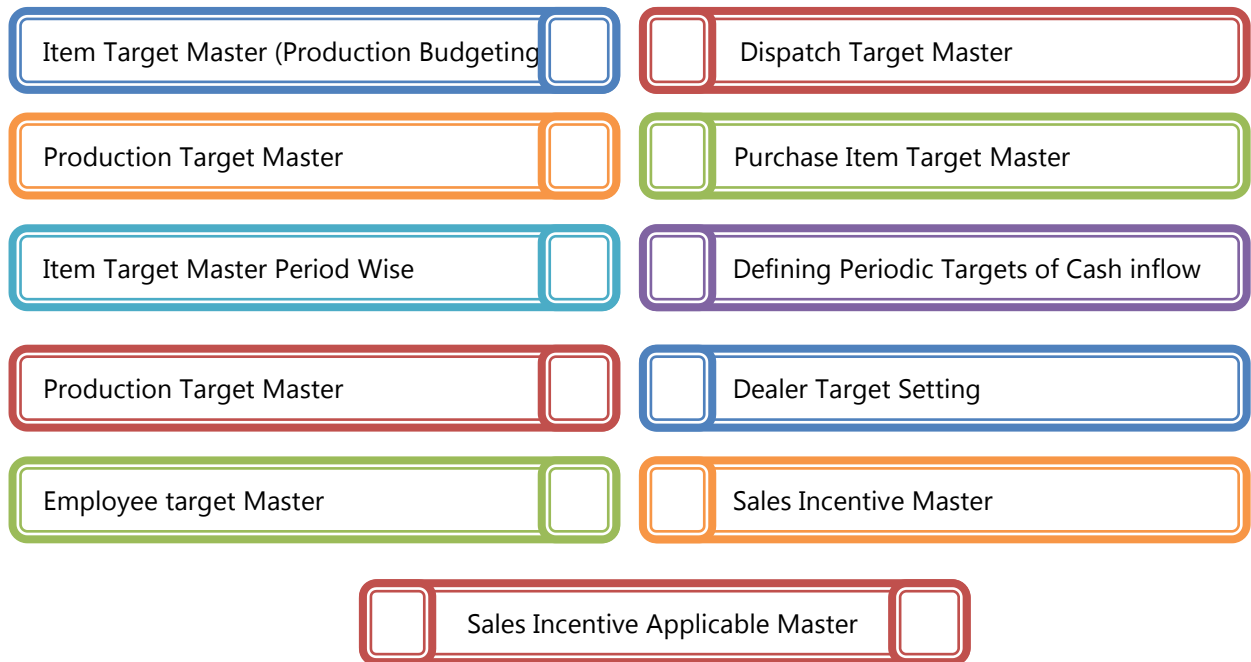 Item Target Master (Production Budgeting
Dispatch Target Master
Production Target Master
Purchase Item Target Master
Item Target Master Period Wise
Defining Periodic Targets of Cash inflow
Production Target Master
Dealer Target Setting
Employee target Master
Sales Incentive Master
Sales Incentive Applicable Master